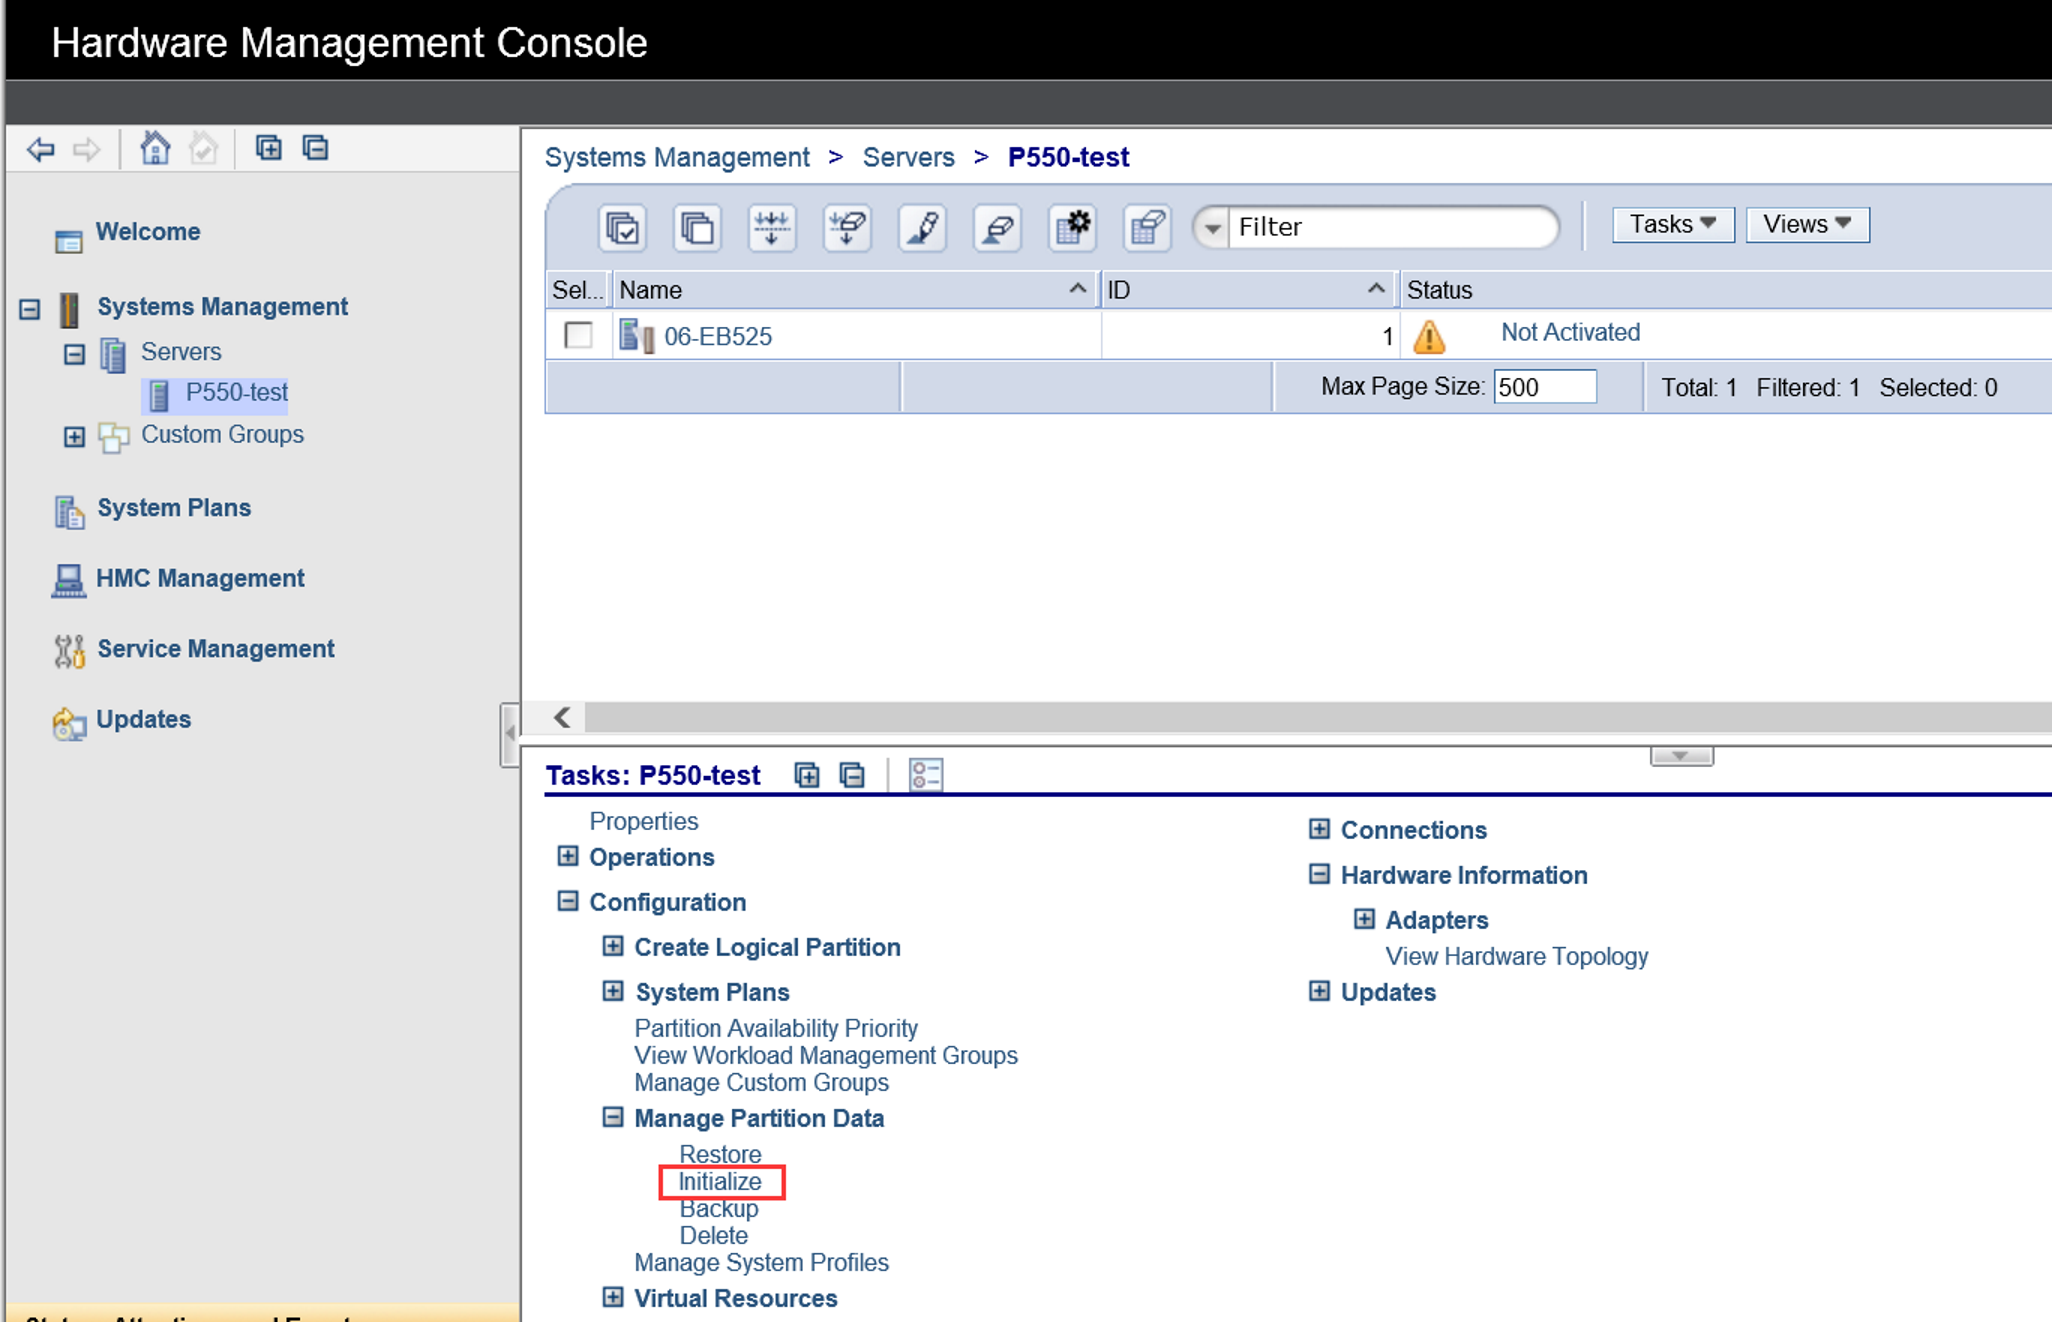 Hardware Management Console
Welcome
Systems Management
Servers
P550-test
Custom Groups
System Plans
HMC Management
Service Management
Updates
Systems Management > Servers > P550-test
Filter
Tasks
Views
Sel... Name ID Status
06-EB525 1 Not Activated
Max Page Size: 500 Total: 1 Filtered: 1 Selected: 0
Tasks: P550-test
Properties
Operations
Configuration
Create Logical Partition
System Plans
Partition Availability Priority
View Workload Management Groups
Manage Custom Groups
Manage Partition Data
Restore
Initialize
Backup
Delete
Manage System Profiles
Virtual Resources
Connections
Hardware Information
Adapters
View Hardware Topology
Updates